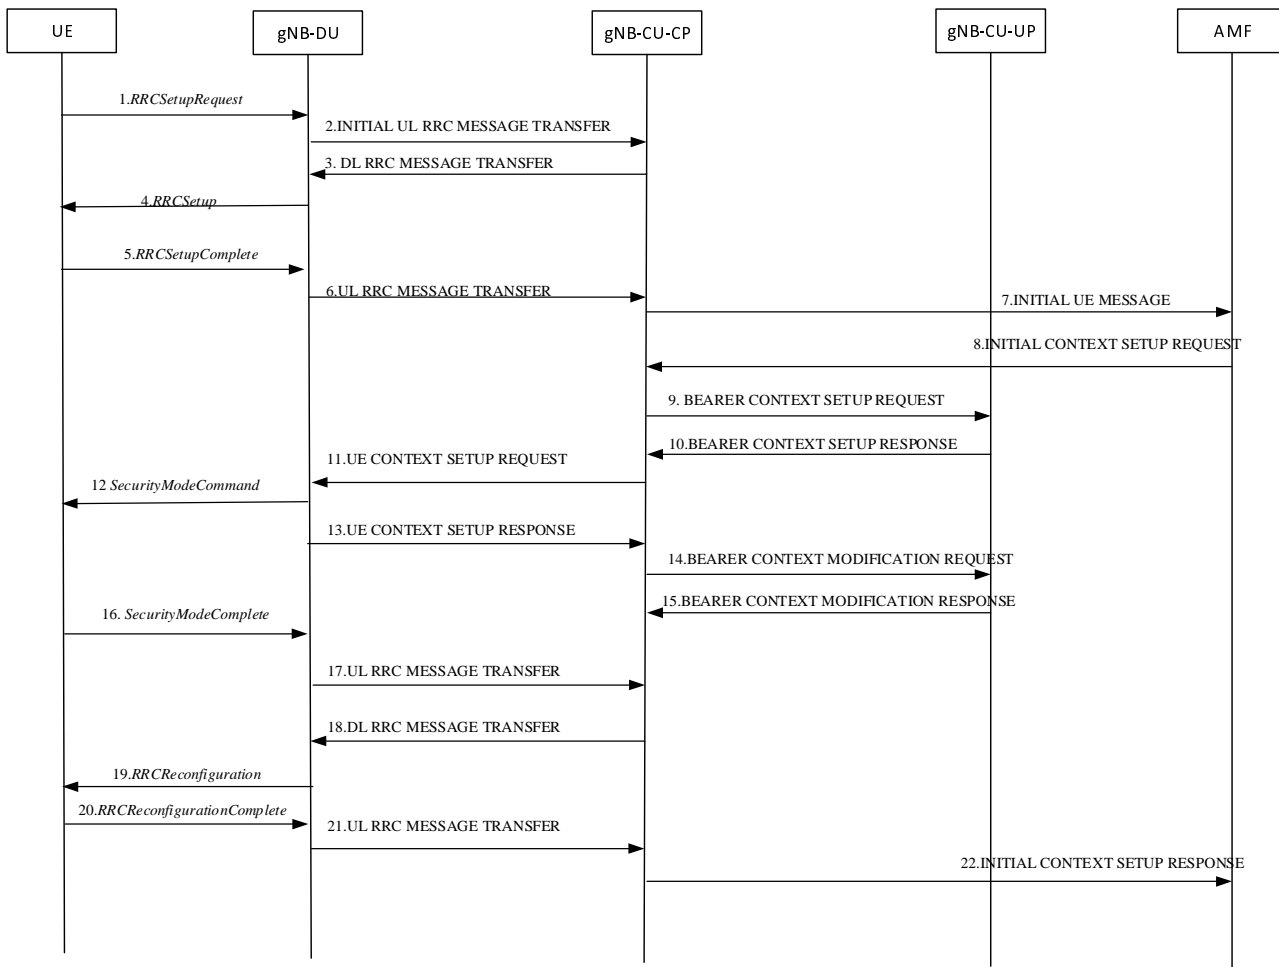 UE
gNB-DU
gNB-CU-CP
gNB-CU-UP
AMF
1.RRCSetupRequest
2.INITIAL UL RRC MESSAGE TRANSFER
3. DL RRC MESSAGE TRANSFER
4.RRCSetup
5.RRCSetupComplete
6.UL RRC MESSAGE TRANSFER
7.INITIAL UE MESSAGE
8.INITIAL CONTEXT SETUP REQUEST
9. BEARER CONTEXT SETUP REQUEST
10.BEARER CONTEXT SETUP RESPONSE
11.UE CONTEXT SETUP REQUEST
12 SecurityModeCommand
13.UE CONTEXT SETUP RESPONSE
14.BEARER CONTEXT MODIFICATION REQUEST
15.BEARER CONTEXT MODIFICATION RESPONSE
16. SecurityModeComplete
17.UL RRC MESSAGE TRANSFER
18.DL RRC MESSAGE TRANSFER
19.RRCReconfiguration
20.RRCReconfigurationComplete
21.UL RRC MESSAGE TRANSFER
22.INITIAL CONTEXT SETUP RESPONSE